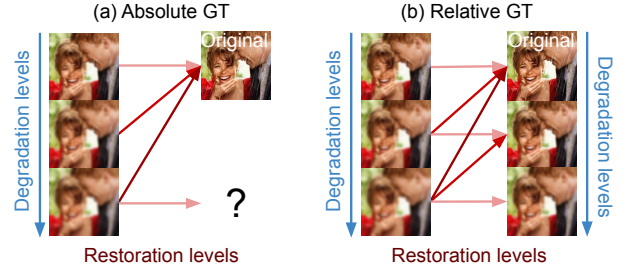 (a) Absolute GT
(b) Relative GT
Degradation levels
Original
?
Restoration levels
Degradation levels
Original
Degradation levels
Restoration levels